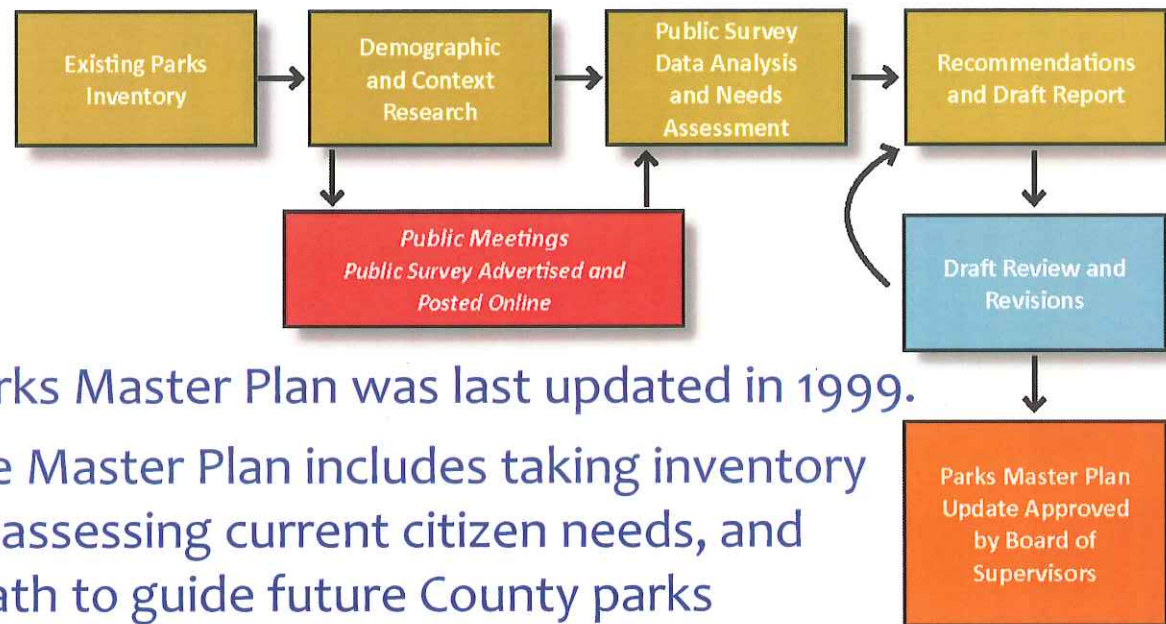 Existing Parks
Inventory
Demographic
and Context
Research
Public Survey
Data Analysis
and Needs
Assessment
Recommendations
and Draft Report
Public Meetings
Public Survey Advertised and
Posted Online
Draft Review and
Revisions
Parks Master Plan
Update Approved
by Board of
Supervisors
rks Master Plan was last updated in 1999.
e Master Plan includes taking inventory
assessing current citizen needs, and
ath to guide future County parks